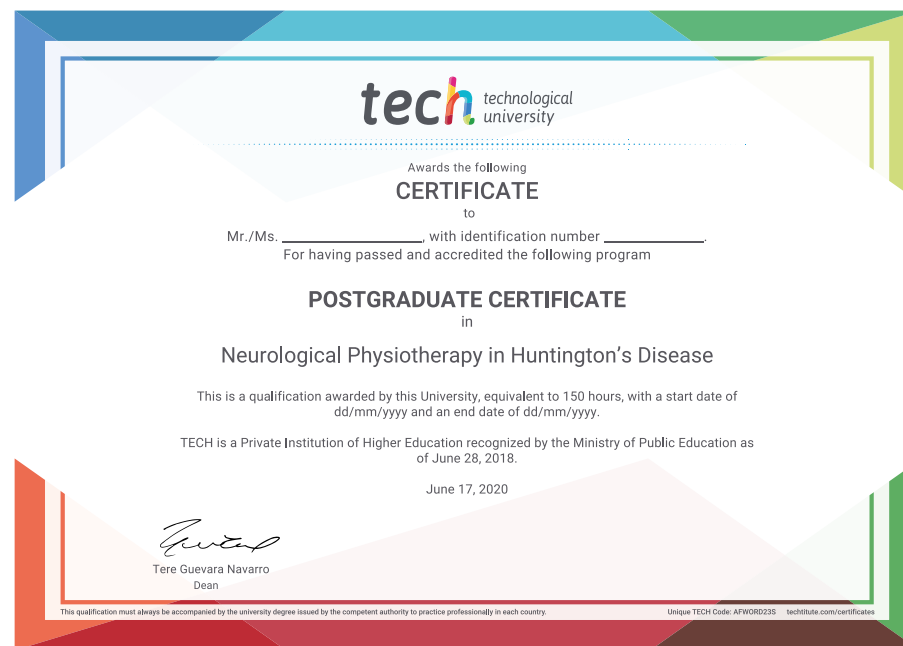 tech technological
university
Awards the following
CERTIFICATE
to
Mr./Ms. ____________, with identification number ____________.
For having passed and accredited the following program
POSTGRADUATE CERTIFICATE
in
Neurological Physiotherapy in Huntington’s Disease
This is a qualification awarded by this University, equivalent to 150 hours, with a start date of
dd/mm/yyyy and an end date of dd/mm/yyyy.
TECH is a Private Institution of Higher Education recognized by the Ministry of Public Education as
of June 28, 2018.
June 17, 2020
Tere Guevara Navarro
Dean
This qualification must always be accompanied by the university degree issued by the competent authority to practice professionally in each country. Unique TECH Code: AFWORD23S techtitute.com/certificates